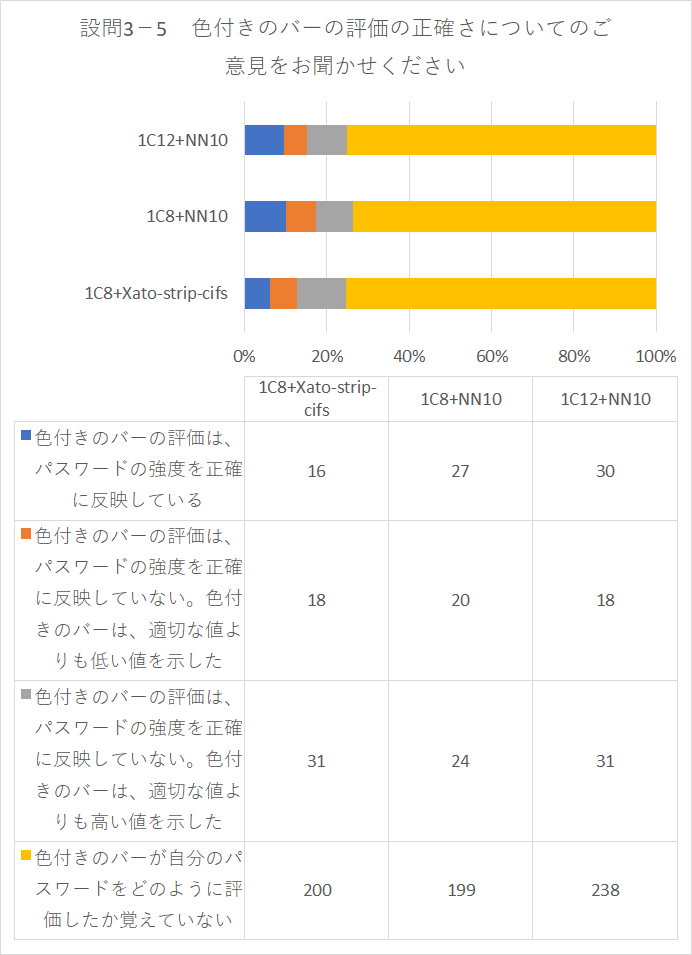 設問3－5　色付きのバーの評価の正確さについてのご
意見をお聞かせください
1C12+NN10
1C8+NN10
1C8+Xato-strip-cifs
0% 20% 40% 60% 80% 100%
1C8+Xato-strip-
cifs
1C8+NN10
1C12+NN10
色付きのバーの評価は、
パスワードの強度を正確
に反映している
16 27 30
色付きのバーの評価は、
パスワードの強度を正確
に反映していない。色付
きのバーは、適切な値よ
りも低い値を示した
18 20 18
色付きのバーの評価は、
パスワードの強度を正確
に反映していない。色付
きのバーは、適切な値よ
りも高い値を示した
31 24 31
色付きのバーが自分のパ
スワードをどのように評
価したか覚えていない
200 199 238